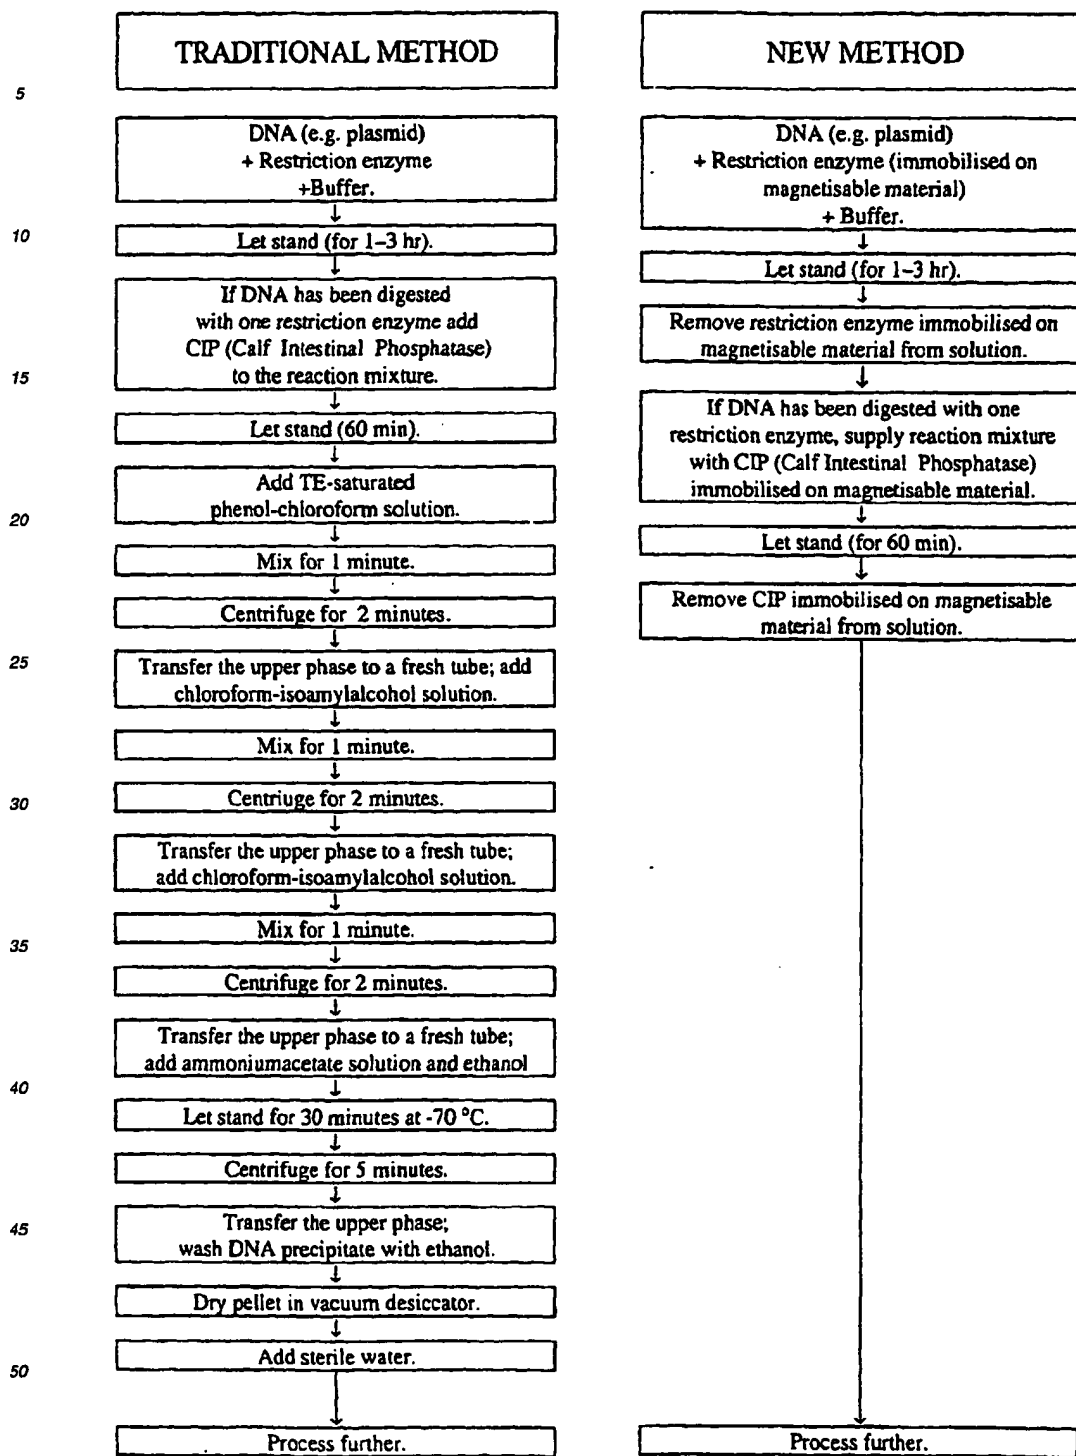 TRADITIONAL METHOD
DNA (e.g. plasmid)
+ Restriction enzyme
+Buffer.
Let stand (for 1–3 hr).
If DNA has been digested
with one restriction enzyme add
CIP (Calf Intestinal Phosphatase)
to the reaction mixture.
Let stand (60 min).
Add TE-saturated
phenol-chloroform solution.
Mix for 1 minute.
Centrifuge for 2 minutes.
Transfer the upper phase to a fresh tube; add
chloroform-isoamylalcohol solution.
Mix for 1 minute.
Centriuge for 2 minutes.
Transfer the upper phase to a fresh tube;
add chloroform-isoamylalcohol solution.
Mix for 1 minute.
Centrifuge for 2 minutes.
Transfer the upper phase to a fresh tube;
add ammoniumacetate solution and ethanol
Let stand for 30 minutes at -70 °C.
Centrifuge for 5 minutes.
Transfer the upper phase;
wash DNA precipitate with ethanol.
Dry pellet in vacuum desiccator.
Add sterile water.
Process further.
NEW METHOD
DNA (e.g. plasmid)
+ Restriction enzyme (immobilised on
magnetisable material)
+ Buffer.
Let stand (for 1–3 hr).
Remove restriction enzyme immobilised on
magnetisable material from solution.
If DNA has been digested with one
restriction enzyme, supply reaction mixture
with CIP (Calf Intestinal Phosphatase)
immobilised on magnetisable material.
Let stand (for 60 min).
Remove CIP immobilised on magnetisable
material from solution.
Process further.
5
10
15
20
25
30
35
40
45
50